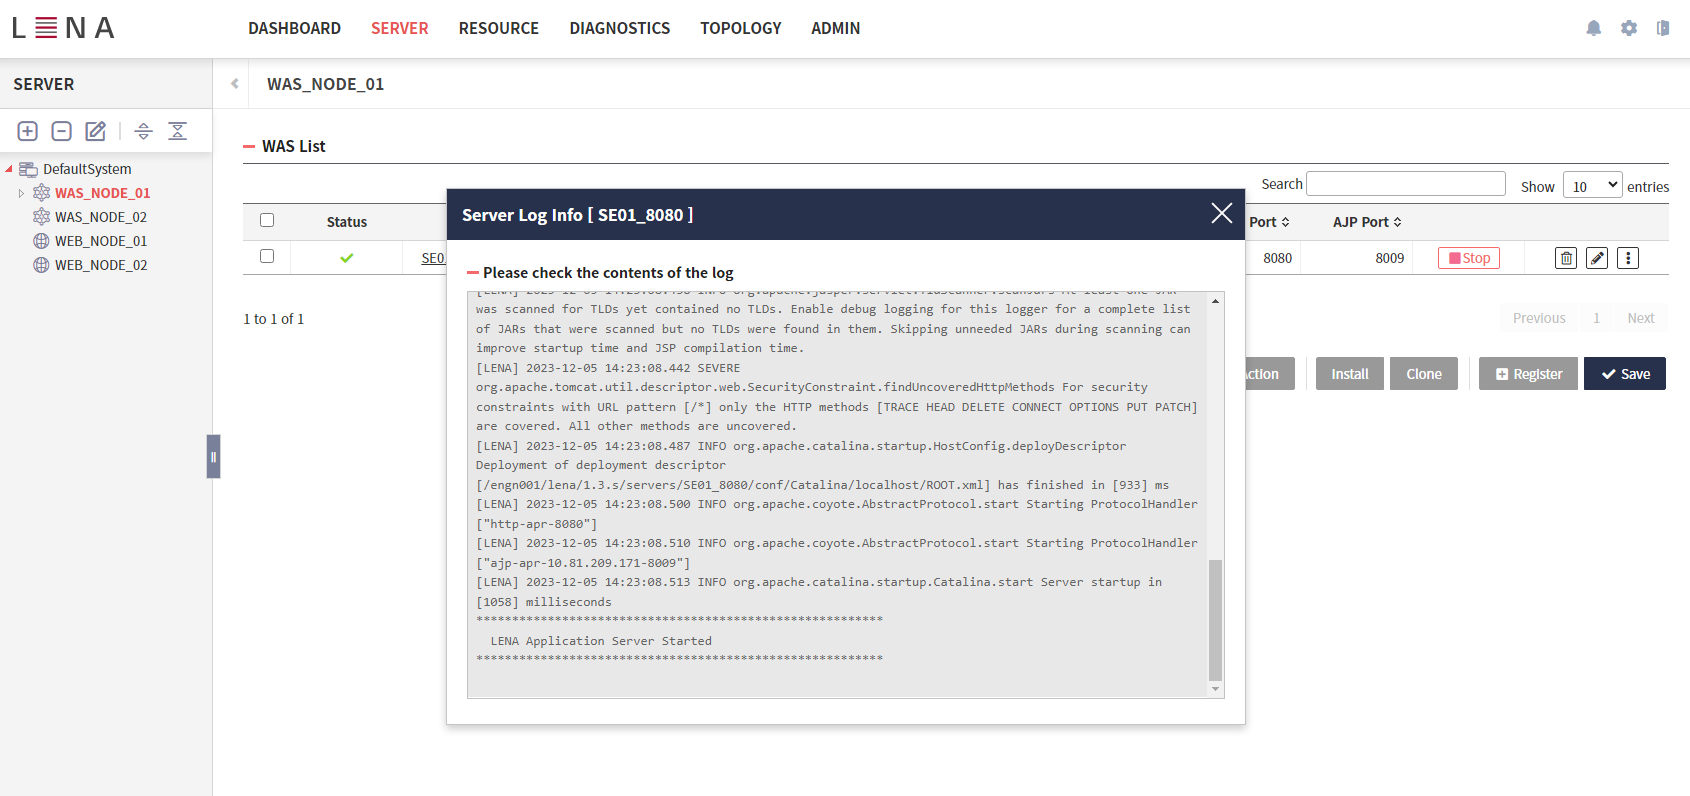 LENA
DASHBOARD SERVER RESOURCE DIAGNOSTICS TOPOLOGY ADMIN
SERVER
WAS_NODE_01
DefaultSystem
WAS_NODE_01
WAS_NODE_02
WEB_NODE_01
WEB_NODE_02
WAS List
Search Show 10 entries
Status Port AJP Port
SE0 8080 8009 Stop
1 to 1 of 1
Previous 1 Next
ction Install Clone Register Save
Server Log Info [ SE01_8080 ]
Please check the contents of the log
was scanned for TLDs yet contained no TLDs. Enable debug logging for this logger for a complete list
of JARs that were scanned but no TLDs were found in them. Skipping unneeded JARs during scanning can
improve startup time and JSP compilation time.
[LENA] 2023-12-05 14:23:08.442 SEVERE
org.apache.tomcat.util.descriptor.web.SecurityConstraint.findUncoveredHttpMethods For security
constraints with URL pattern [/*] only the HTTP methods [TRACE HEAD DELETE CONNECT OPTIONS PUT PATCH]
are covered. All other methods are uncovered.
[LENA] 2023-12-05 14:23:08.487 INFO org.apache.catalina.startup.HostConfig.deployDescriptor
Deployment of deployment descriptor
[/engn001/lena/1.3.s/servers/SE01_8080/conf/Catalina/localhost/ROOT.xml] has finished in [933] ms
[LENA] 2023-12-05 14:23:08.500 INFO org.apache.coyote.AbstractProtocol.start Starting ProtocolHandler
["http-apr-8080"]
[LENA] 2023-12-05 14:23:08.510 INFO org.apache.coyote.AbstractProtocol.start Starting ProtocolHandler
["ajp-apr-10.81.209.171-8009"]
[LENA] 2023-12-05 14:23:08.513 INFO org.apache.catalina.startup.Catalina.start Server startup in
[1058] milliseconds
*********************************************************
LENA Application Server Started
*********************************************************